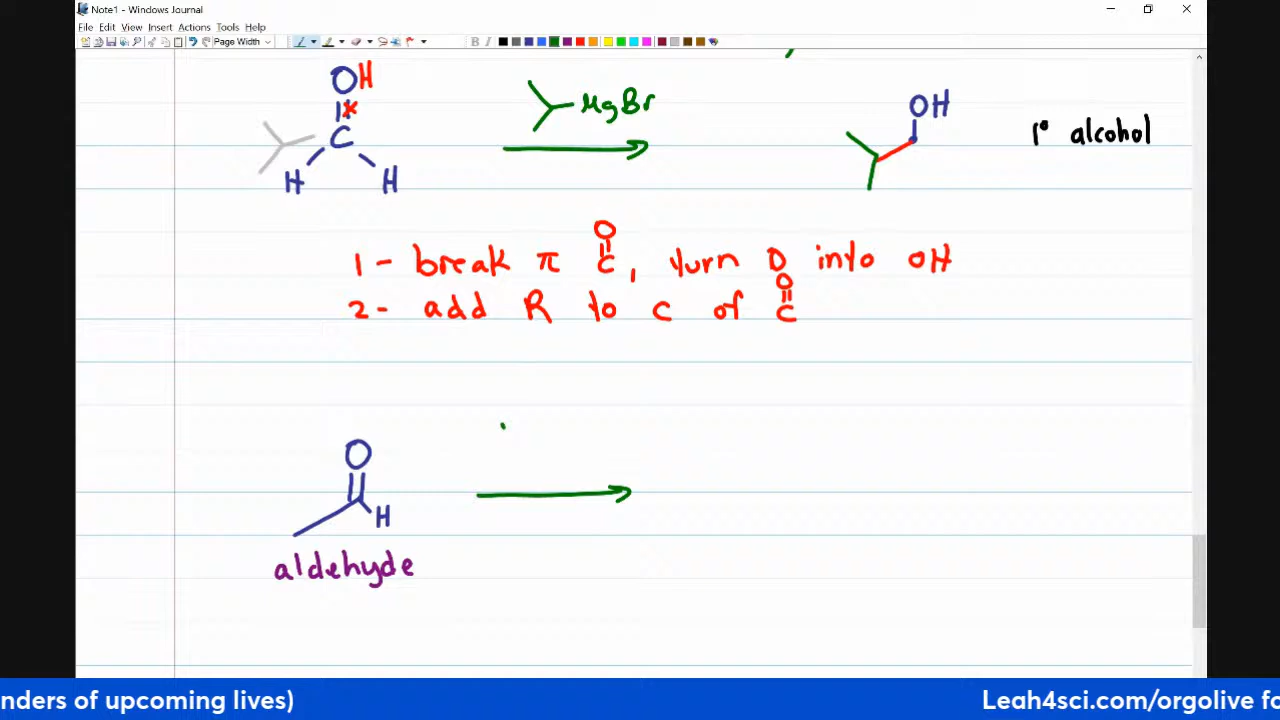 Note1 - Windows Journal
File Edit View Insert Actions Tools Help
Page Width
B I
OH
C
H H
MgBr
OH
1° alcohol
1 - break π C=O, turn O into OH
2 - add R to C of C=O
O
H
aldehyde
nders of upcoming lives)
Leah4sci.com/orgolive fo